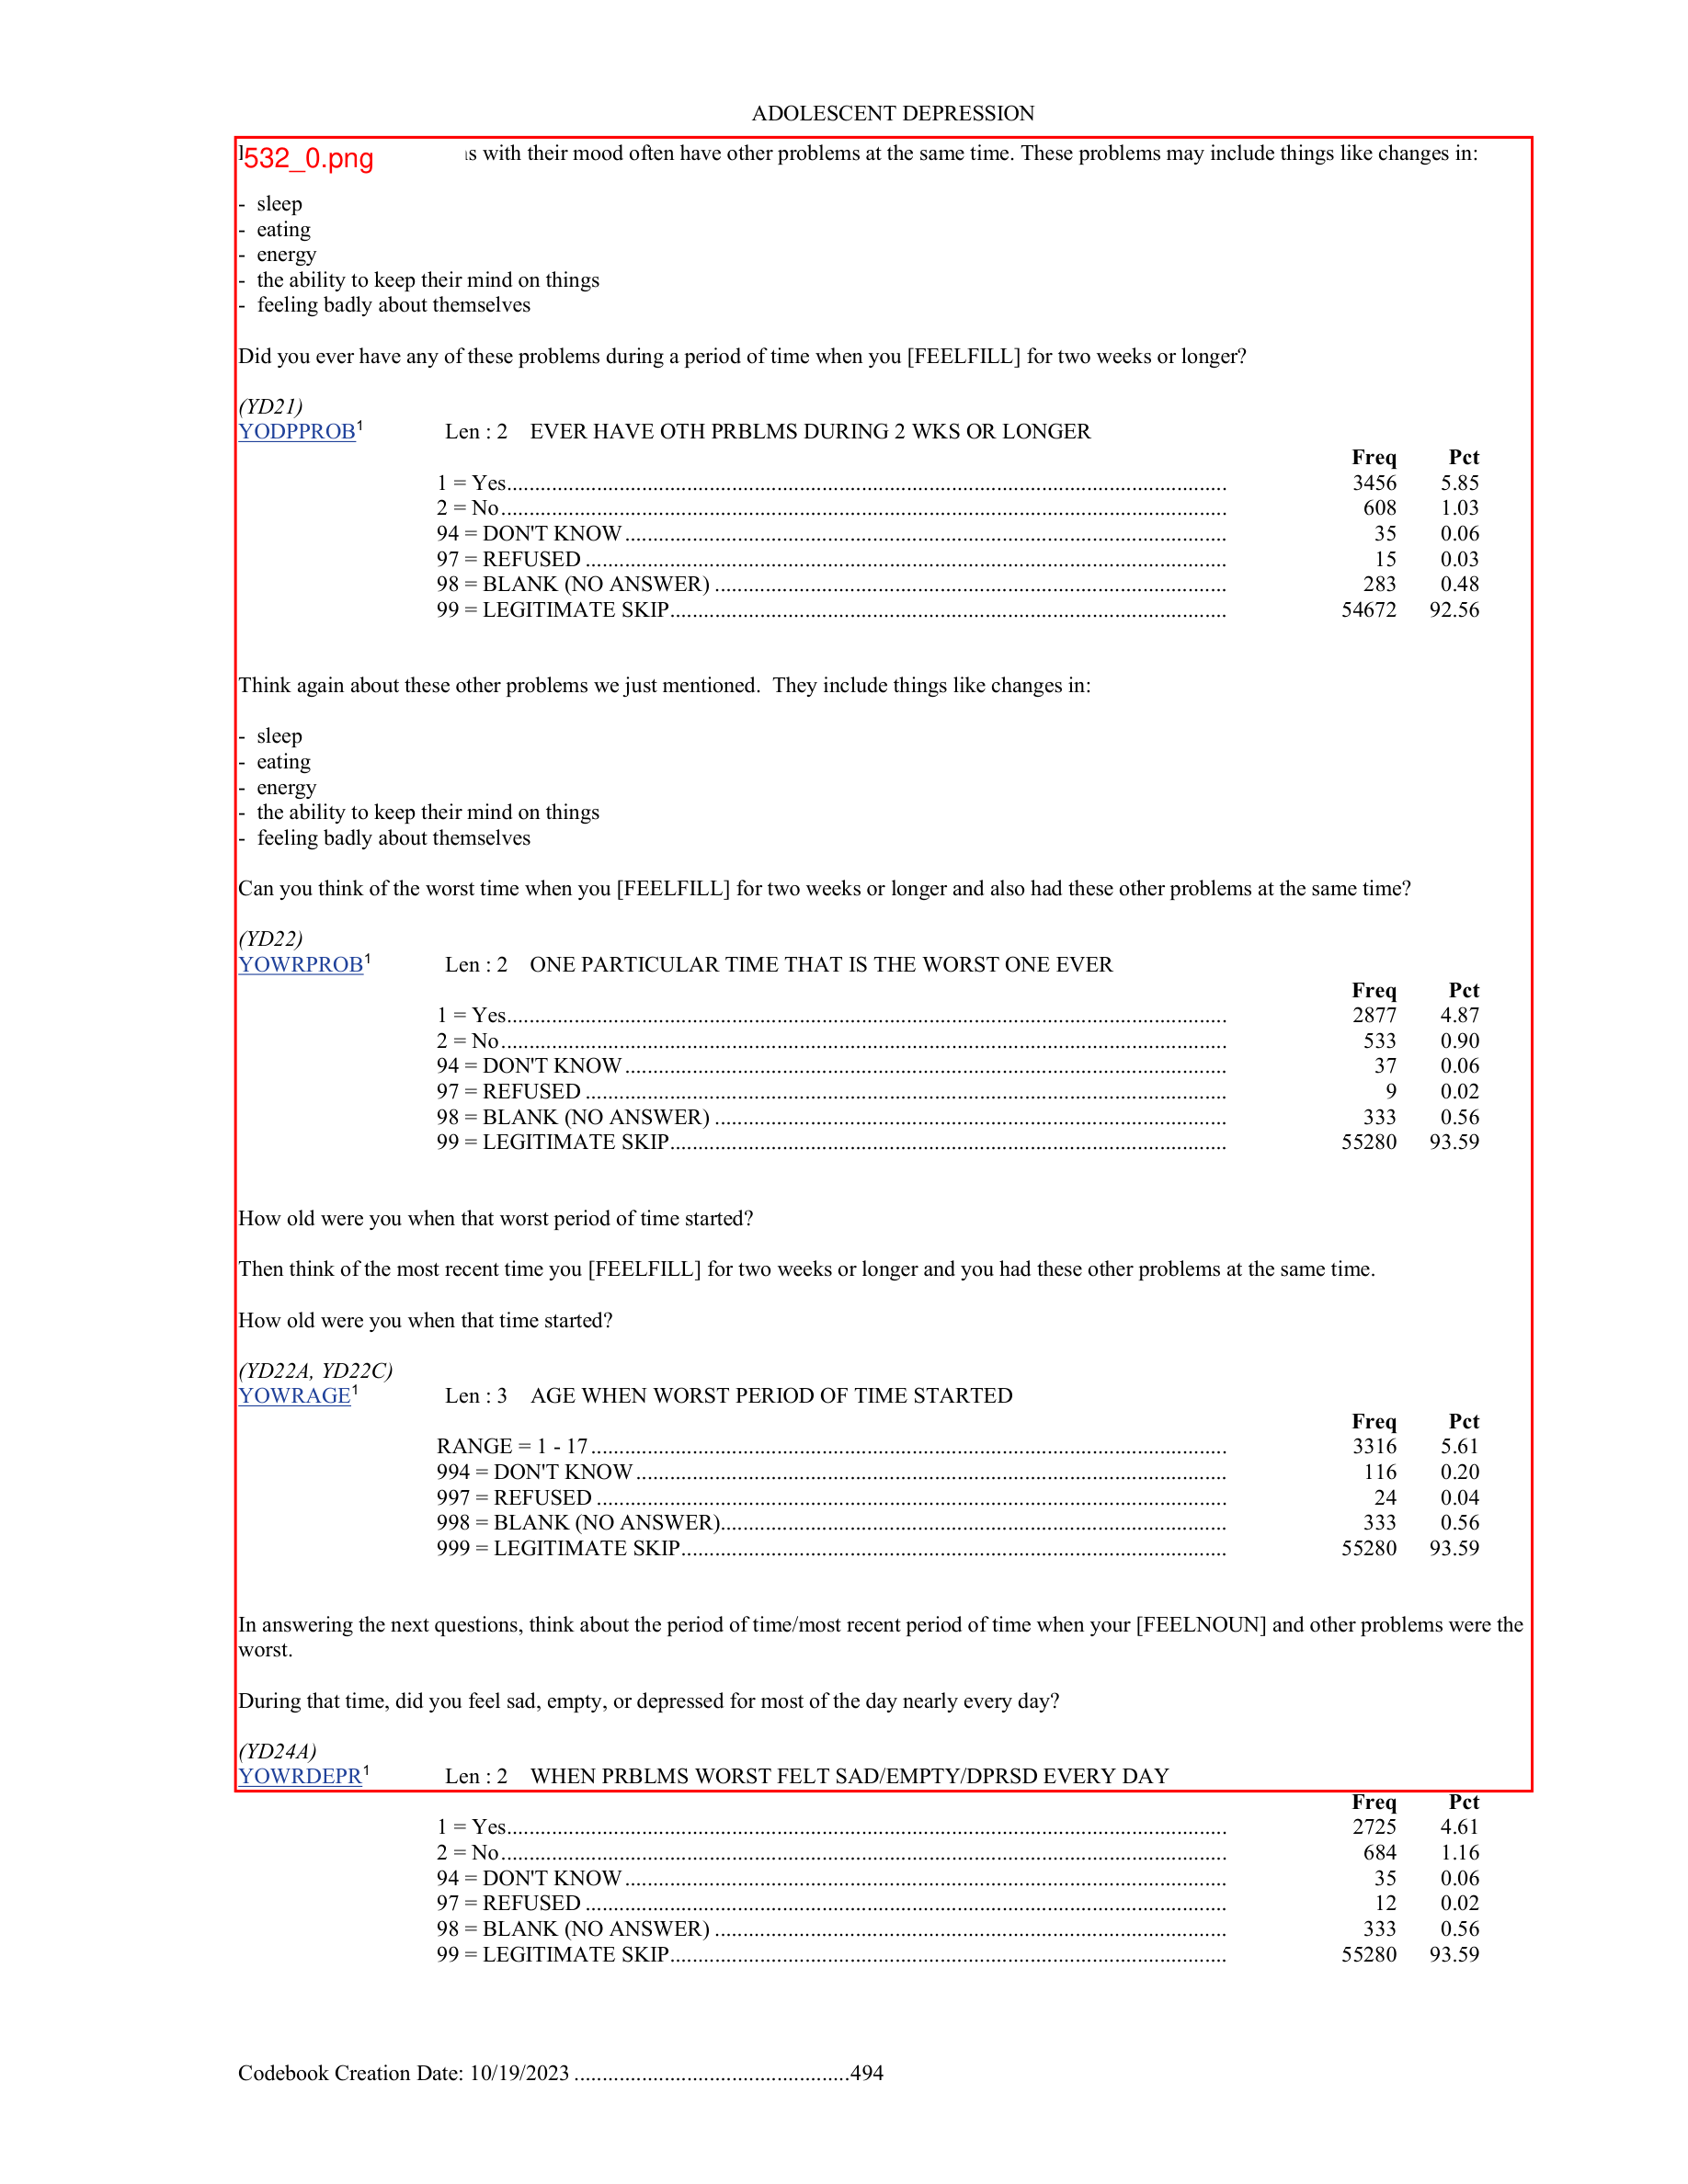 ADOLESCENT DEPRESSION
532_0.png with their mood often have other problems at the same time. These problems may include things like changes in:
- sleep
- eating
- energy
- the ability to keep their mind on things
- feeling badly about themselves
Did you ever have any of these problems during a period of time when you [FEELFILL] for two weeks or longer?
(YD21)
YODPPROB¹ Len : 2 EVER HAVE OTH PRBLMS DURING 2 WKS OR LONGER
Freq Pct
1 = Yes 3456 5.85
2 = No 608 1.03
94 = DON'T KNOW 35 0.06
97 = REFUSED 15 0.03
98 = BLANK (NO ANSWER) 283 0.48
99 = LEGITIMATE SKIP 54672 92.56
Think again about these other problems we just mentioned. They include things like changes in:
- sleep
- eating
- energy
- the ability to keep their mind on things
- feeling badly about themselves
Can you think of the worst time when you [FEELFILL] for two weeks or longer and also had these other problems at the same time?
(YD22)
YOWRPROB¹ Len : 2 ONE PARTICULAR TIME THAT IS THE WORST ONE EVER
Freq Pct
1 = Yes 2877 4.87
2 = No 533 0.90
94 = DON'T KNOW 37 0.06
97 = REFUSED 9 0.02
98 = BLANK (NO ANSWER) 333 0.56
99 = LEGITIMATE SKIP 55280 93.59
How old were you when that worst period of time started?
Then think of the most recent time you [FEELFILL] for two weeks or longer and you had these other problems at the same time.
How old were you when that time started?
(YD22A, YD22C)
YOWRAGE¹ Len : 3 AGE WHEN WORST PERIOD OF TIME STARTED
Freq Pct
RANGE = 1 - 17 3316 5.61
994 = DON'T KNOW 116 0.20
997 = REFUSED 24 0.04
998 = BLANK (NO ANSWER) 333 0.56
999 = LEGITIMATE SKIP 55280 93.59
In answering the next questions, think about the period of time/most recent period of time when your [FEELNOUN] and other problems were the
worst.
During that time, did you feel sad, empty, or depressed for most of the day nearly every day?
(YD24A)
YOWRDEPR¹ Len : 2 WHEN PRBLMS WORST FELT SAD/EMPTY/DPRSD EVERY DAY
Freq Pct
1 = Yes 2725 4.61
2 = No 684 1.16
94 = DON'T KNOW 35 0.06
97 = REFUSED 12 0.02
98 = BLANK (NO ANSWER) 333 0.56
99 = LEGITIMATE SKIP 55280 93.59
Codebook Creation Date: 10/19/2023 494